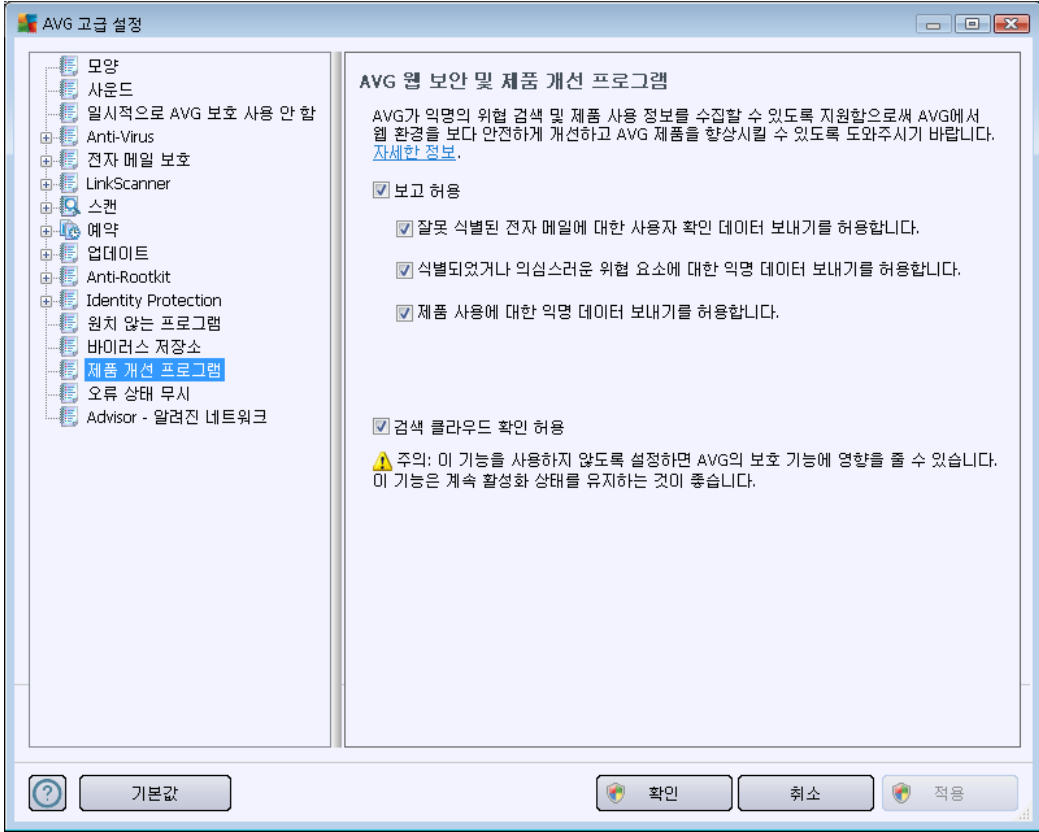 AVG 고급 설정
모양
사운드
일시적으로 AVG 보호 사용 안 함
Anti-Virus
전자 메일 보호
LinkScanner
스캔
예약
업데이트
Anti-Rootkit
Identity Protection
원치 않는 프로그램
바이러스 저장소
제품 개선 프로그램
오류 상태 무시
Advisor - 알려진 네트워크
AVG 웹 보안 및 제품 개선 프로그램
AVG가 익명의 위협 검색 및 제품 사용 정보를 수집할 수 있도록 지원함으로써 AVG에서
웹 환경을 보다 안전하게 개선하고 AVG 제품을 향상시킬 수 있도록 도와주시기 바랍니다.
자세한 정보.
보고 허용
잘못 식별된 전자 메일에 대한 사용자 확인 데이터 보내기를 허용합니다.
식별되었거나 의심스러운 위협 요소에 대한 익명 데이터 보내기를 허용합니다.
제품 사용에 대한 익명 데이터 보내기를 허용합니다.
검색 클라우드 확인 허용
주의: 이 기능을 사용하지 않도록 설정하면 AVG의 보호 기능에 영향을 줄 수 있습니다.
이 기능은 계속 활성화 상태를 유지하는 것이 좋습니다.
기본값
확인
취소
적용